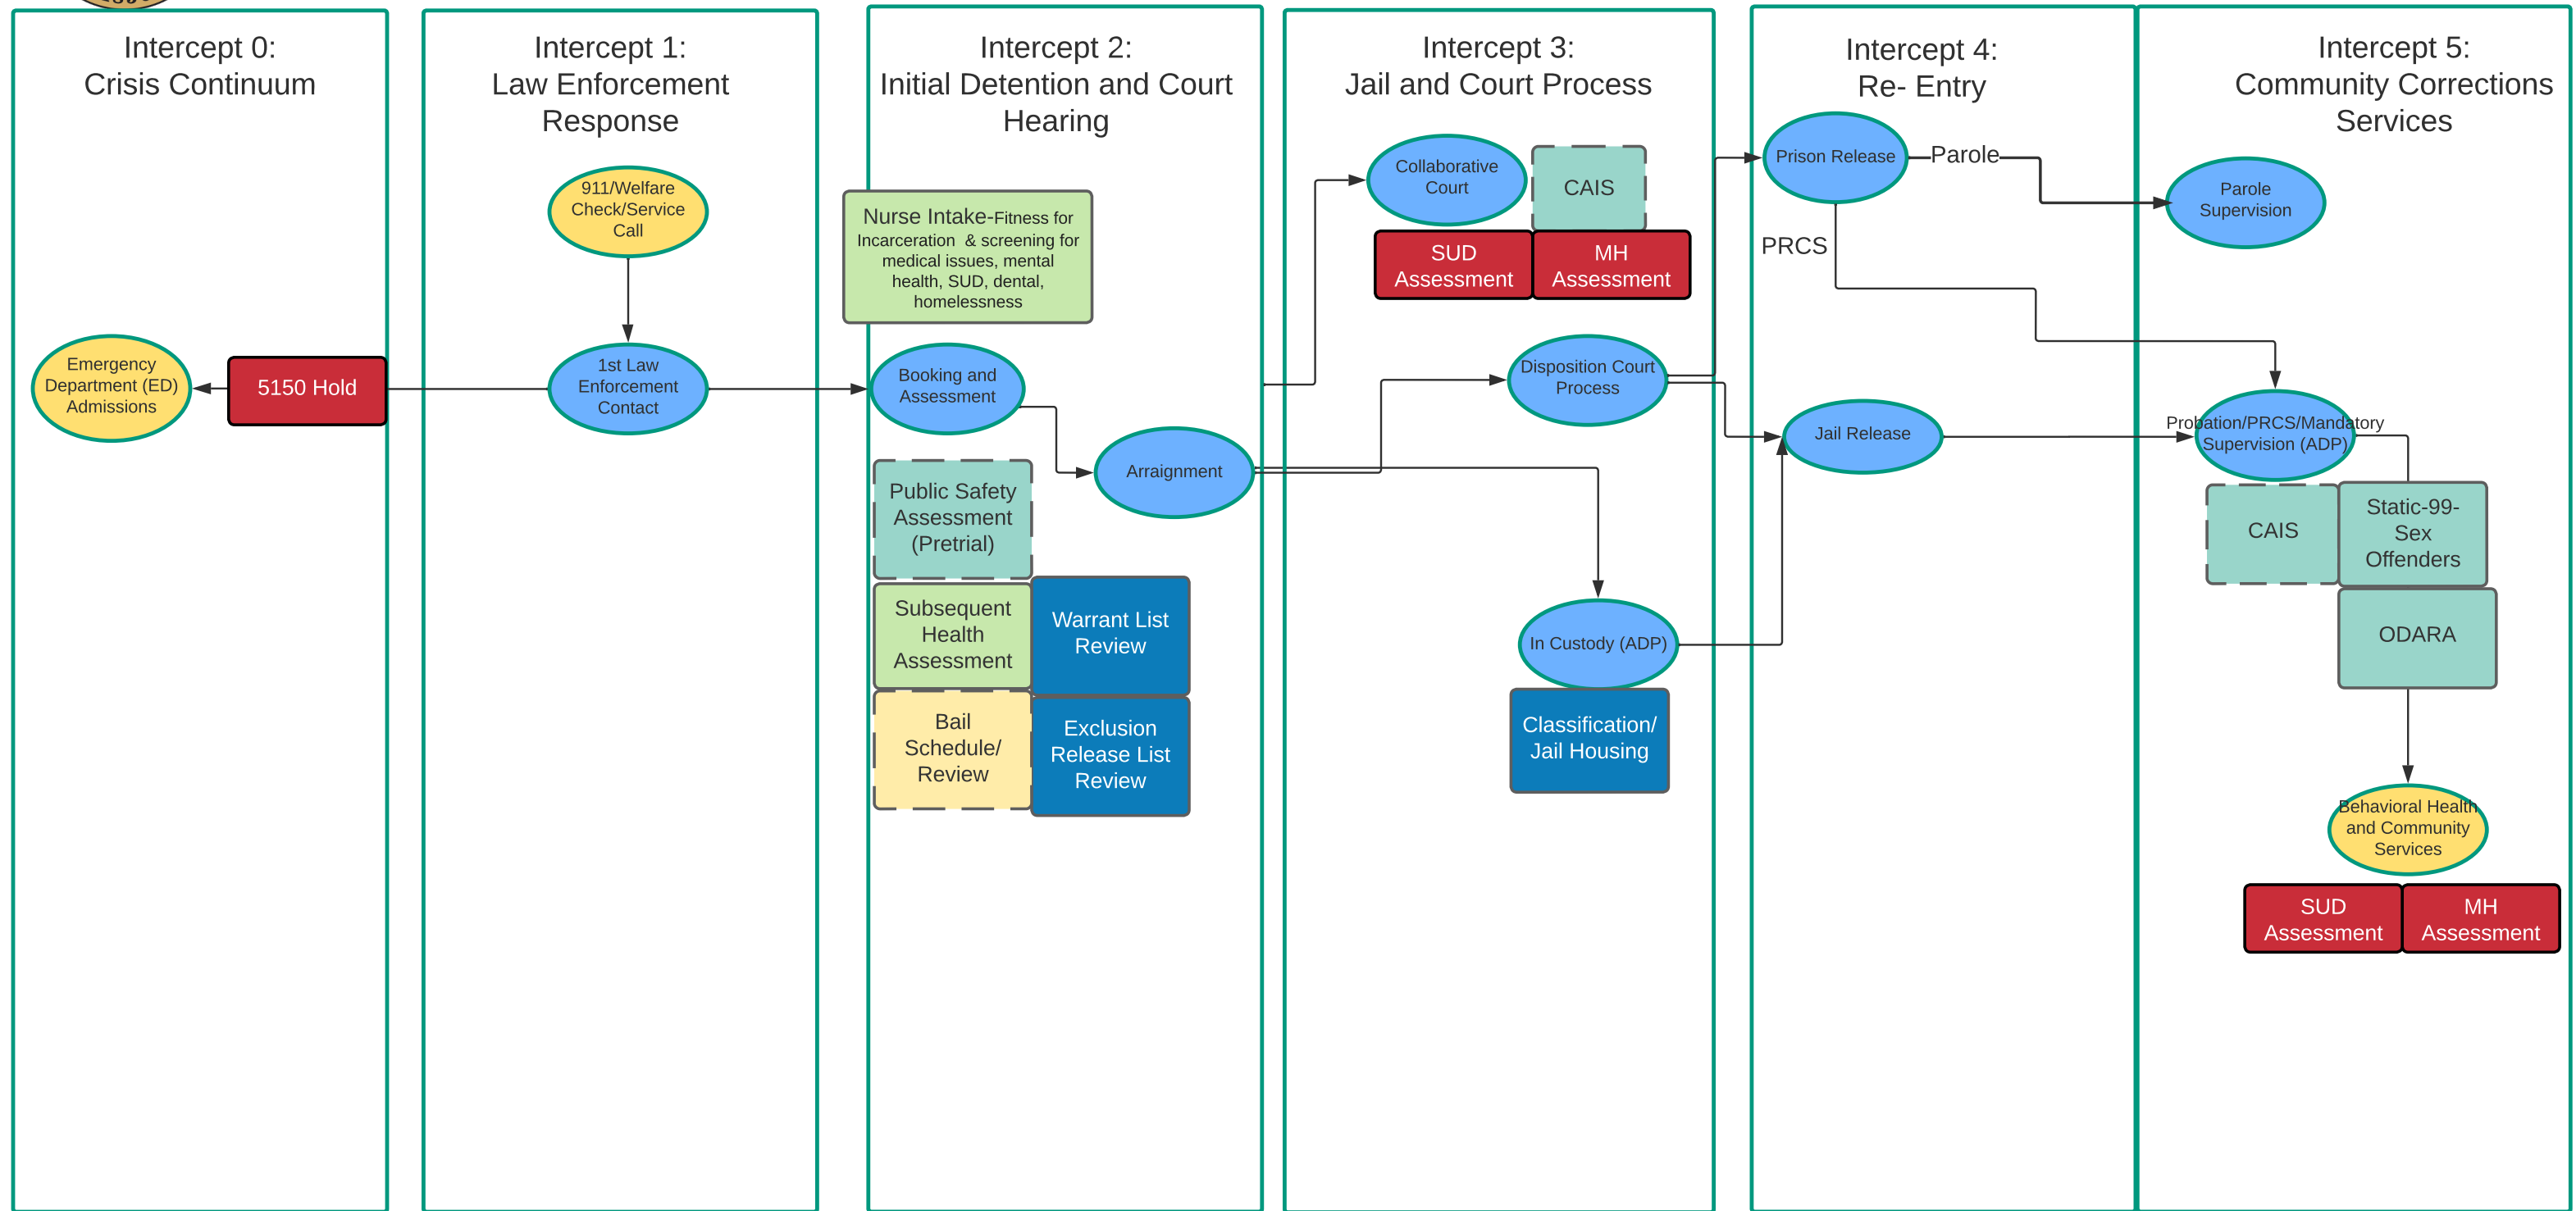 Intercept 0:
Crisis Continuum
Emergency
Department (ED)
Admissions
5150 Hold
Intercept 1:
Law Enforcement
Response
911/Welfare
Check/Service
Call
1st Law
Enforcement
Contact
Intercept 2:
Initial Detention and Court
Hearing
Nurse Intake-Fitness for
Incarceration & screening for
medical issues, mental
health, SUD, dental,
homelessness
Booking and
Assessment
Arraignment
Public Safety
Assessment
(Pretrial)
Subsequent
Health
Assessment
Warrant List
Review
Bail
Schedule/
Review
Exclusion
Release List
Review
Intercept 3:
Jail and Court Process
Collaborative
Court
CAIS
SUD
Assessment
MH
Assessment
Disposition Court
Process
In Custody (ADP)
Classification/
Jail Housing
Intercept 4:
Re- Entry
Prison Release
Parole
PRCS
Jail Release
Intercept 5:
Community Corrections
Services
Parole
Supervision
Probation/PRCS/Mandatory
Supervision (ADP)
CAIS
Static-99-
Sex
Offenders
ODARA
Behavioral Health
and Community
Services
SUD
Assessment
MH
Assessment